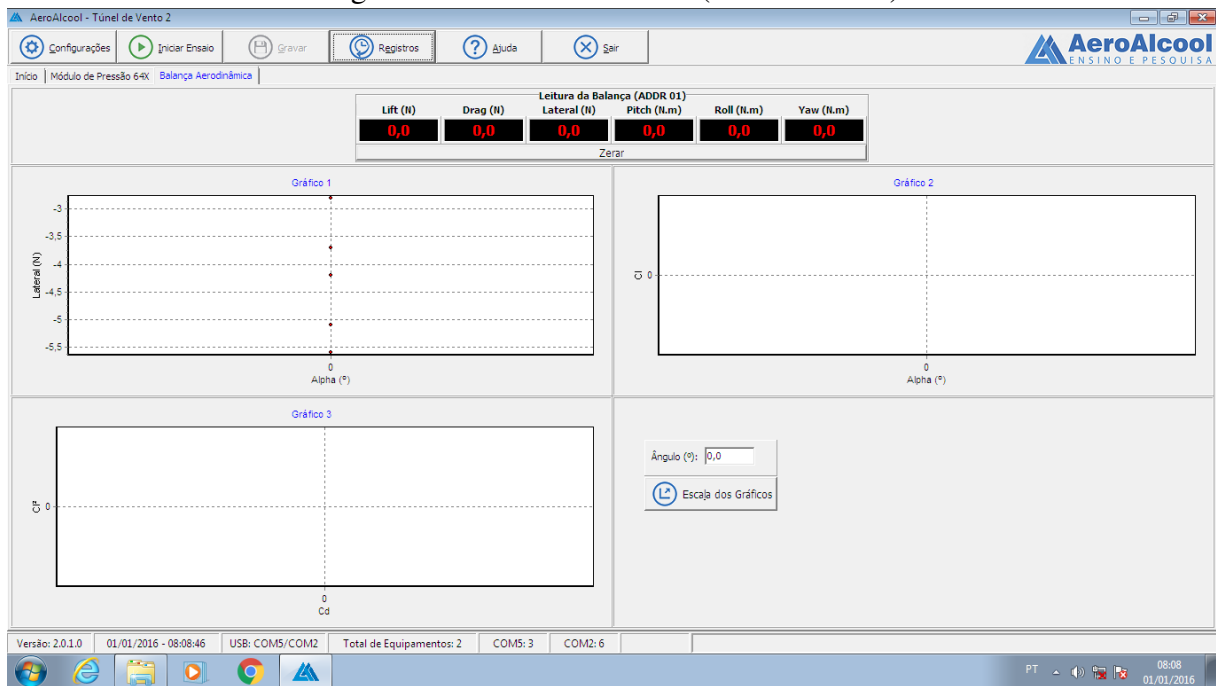 AeroAlcool - Túnel de Vento 2
Configurações Iniciar Ensaio Gravar Registros Ajuda Sair
AeroAlcool
ENSINO E PESQUISA
Início Módulo de Pressão 64X Balança Aerodinâmica
Leitura da Balança (ADDR 01)
Lift (N) Drag (N) Lateral (N) Pitch (N.m) Roll (N.m) Yaw (N.m)
0,0 0,0 0,0 0,0 0,0 0,0
Zerar
Gráfico 1
-3
-3,5
-4
-4,5
-5
-5,5
Lateral (N)
0
Alpha (º)
Gráfico 2
Cl 0
0
Alpha (º)
Gráfico 3
Cl² 0
0
Cd
Ângulo (º): 0,0
Escala dos Gráficos
Versão: 2.0.1.0 01/01/2016 - 08:08:46 USB: COM5/COM2 Total de Equipamentos: 2 COM5: 3 COM2: 6
PT 08:08
01/01/2016